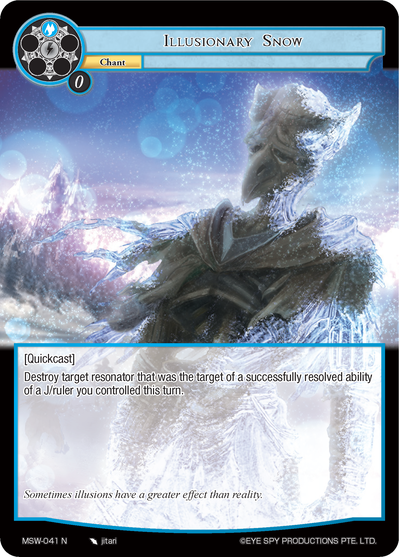 Illusionary Snow
Chant
0
[Quickcast]
Destroy target resonator that was the target of a successfully resolved ability
of a J/ruler you controlled this turn.
Sometimes illusions have a greater effect than reality.
MSW-041 N jitari ©EYE SPY PRODUCTIONS PTE. LTD.